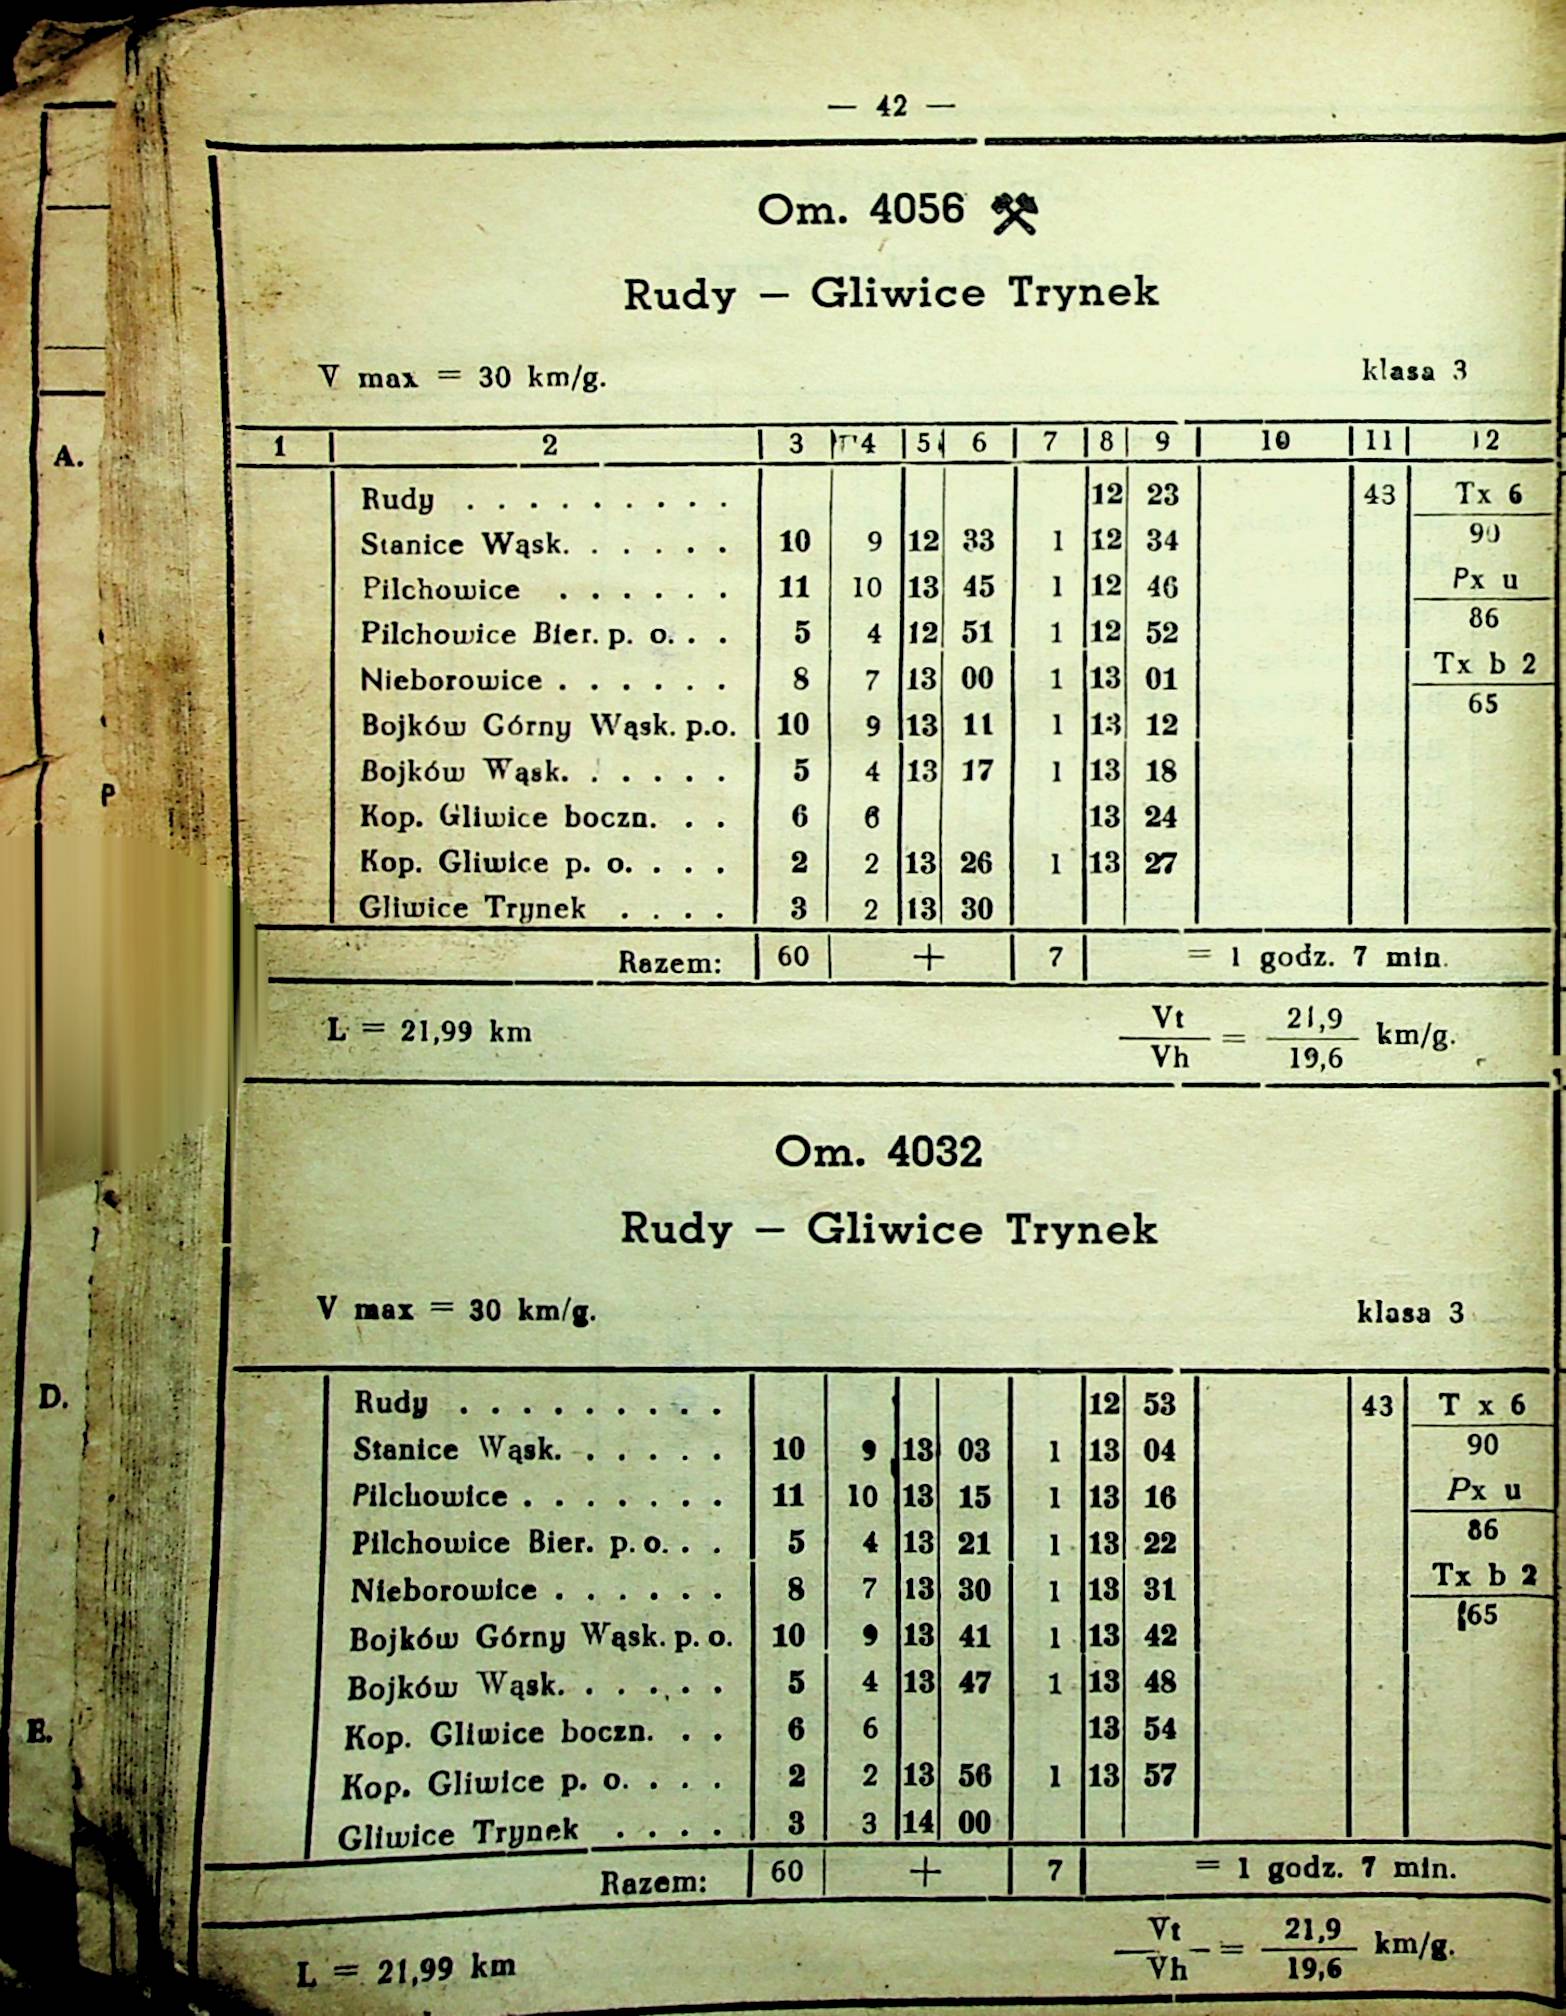 — 42 —
Om. 4056
Rudy – Gliwice Trynek
V max = 30 km/g. klasa 3
1 2 3 4 5 6 7 8 9 10 11 12
Rudy . . . . . . . . . 12 23 43 Tx 6
Stanice Wąsk. . . . . . 10 9 12 33 1 12 34 90
Pilchowice . . . . . . 11 10 13 45 1 12 46 Px u
Pilchowice Bier. p. o. . . 5 4 12 51 1 12 52 86
Nieborowice . . . . . . 8 7 13 00 1 13 01 Tx b 2
Bojków Górny Wąsk. p.o. 10 9 13 11 1 13 12 65
Bojków Wąsk. . . . . . 5 4 13 17 1 13 18
Kop. Gliwice boczn. . . 6 6 13 24
Kop. Gliwice p. o. . . . 2 2 13 26 1 13 27
Gliwice Trynek . . . . 3 2 13 30
Razem: 60 + 7 = 1 godz. 7 min.
L = 21,99 km Vt/Vh = 21,9/19,6 km/g.
Om. 4032
Rudy – Gliwice Trynek
V max = 30 km/g. klasa 3
Rudy . . . . . . . . . 12 53 43 T x 6
Stanice Wąsk. . . . . . 10 9 13 03 1 13 04 90
Pilchowice . . . . . . . 11 10 13 15 1 13 16 Px u
Pilchowice Bier. p. o. . . 5 4 13 21 1 13 22 86
Nieborowice . . . . . . 8 7 13 30 1 13 31 Tx b 2
Bojków Górny Wąsk. p. o. 10 9 13 41 1 13 42 65
Bojków Wąsk. . . . . . 5 4 13 47 1 13 48
Kop. Gliwice boczn. . . 6 6 13 54
Kop. Gliwice p. o. . . . 2 2 13 56 1 13 57
Gliwice Trynek . . . . 3 3 14 00
Razem: 60 + 7 = 1 godz. 7 min.
L = 21,99 km Vt/Vh = 21,9/19,6 km/g.
A.
P
D.
E.